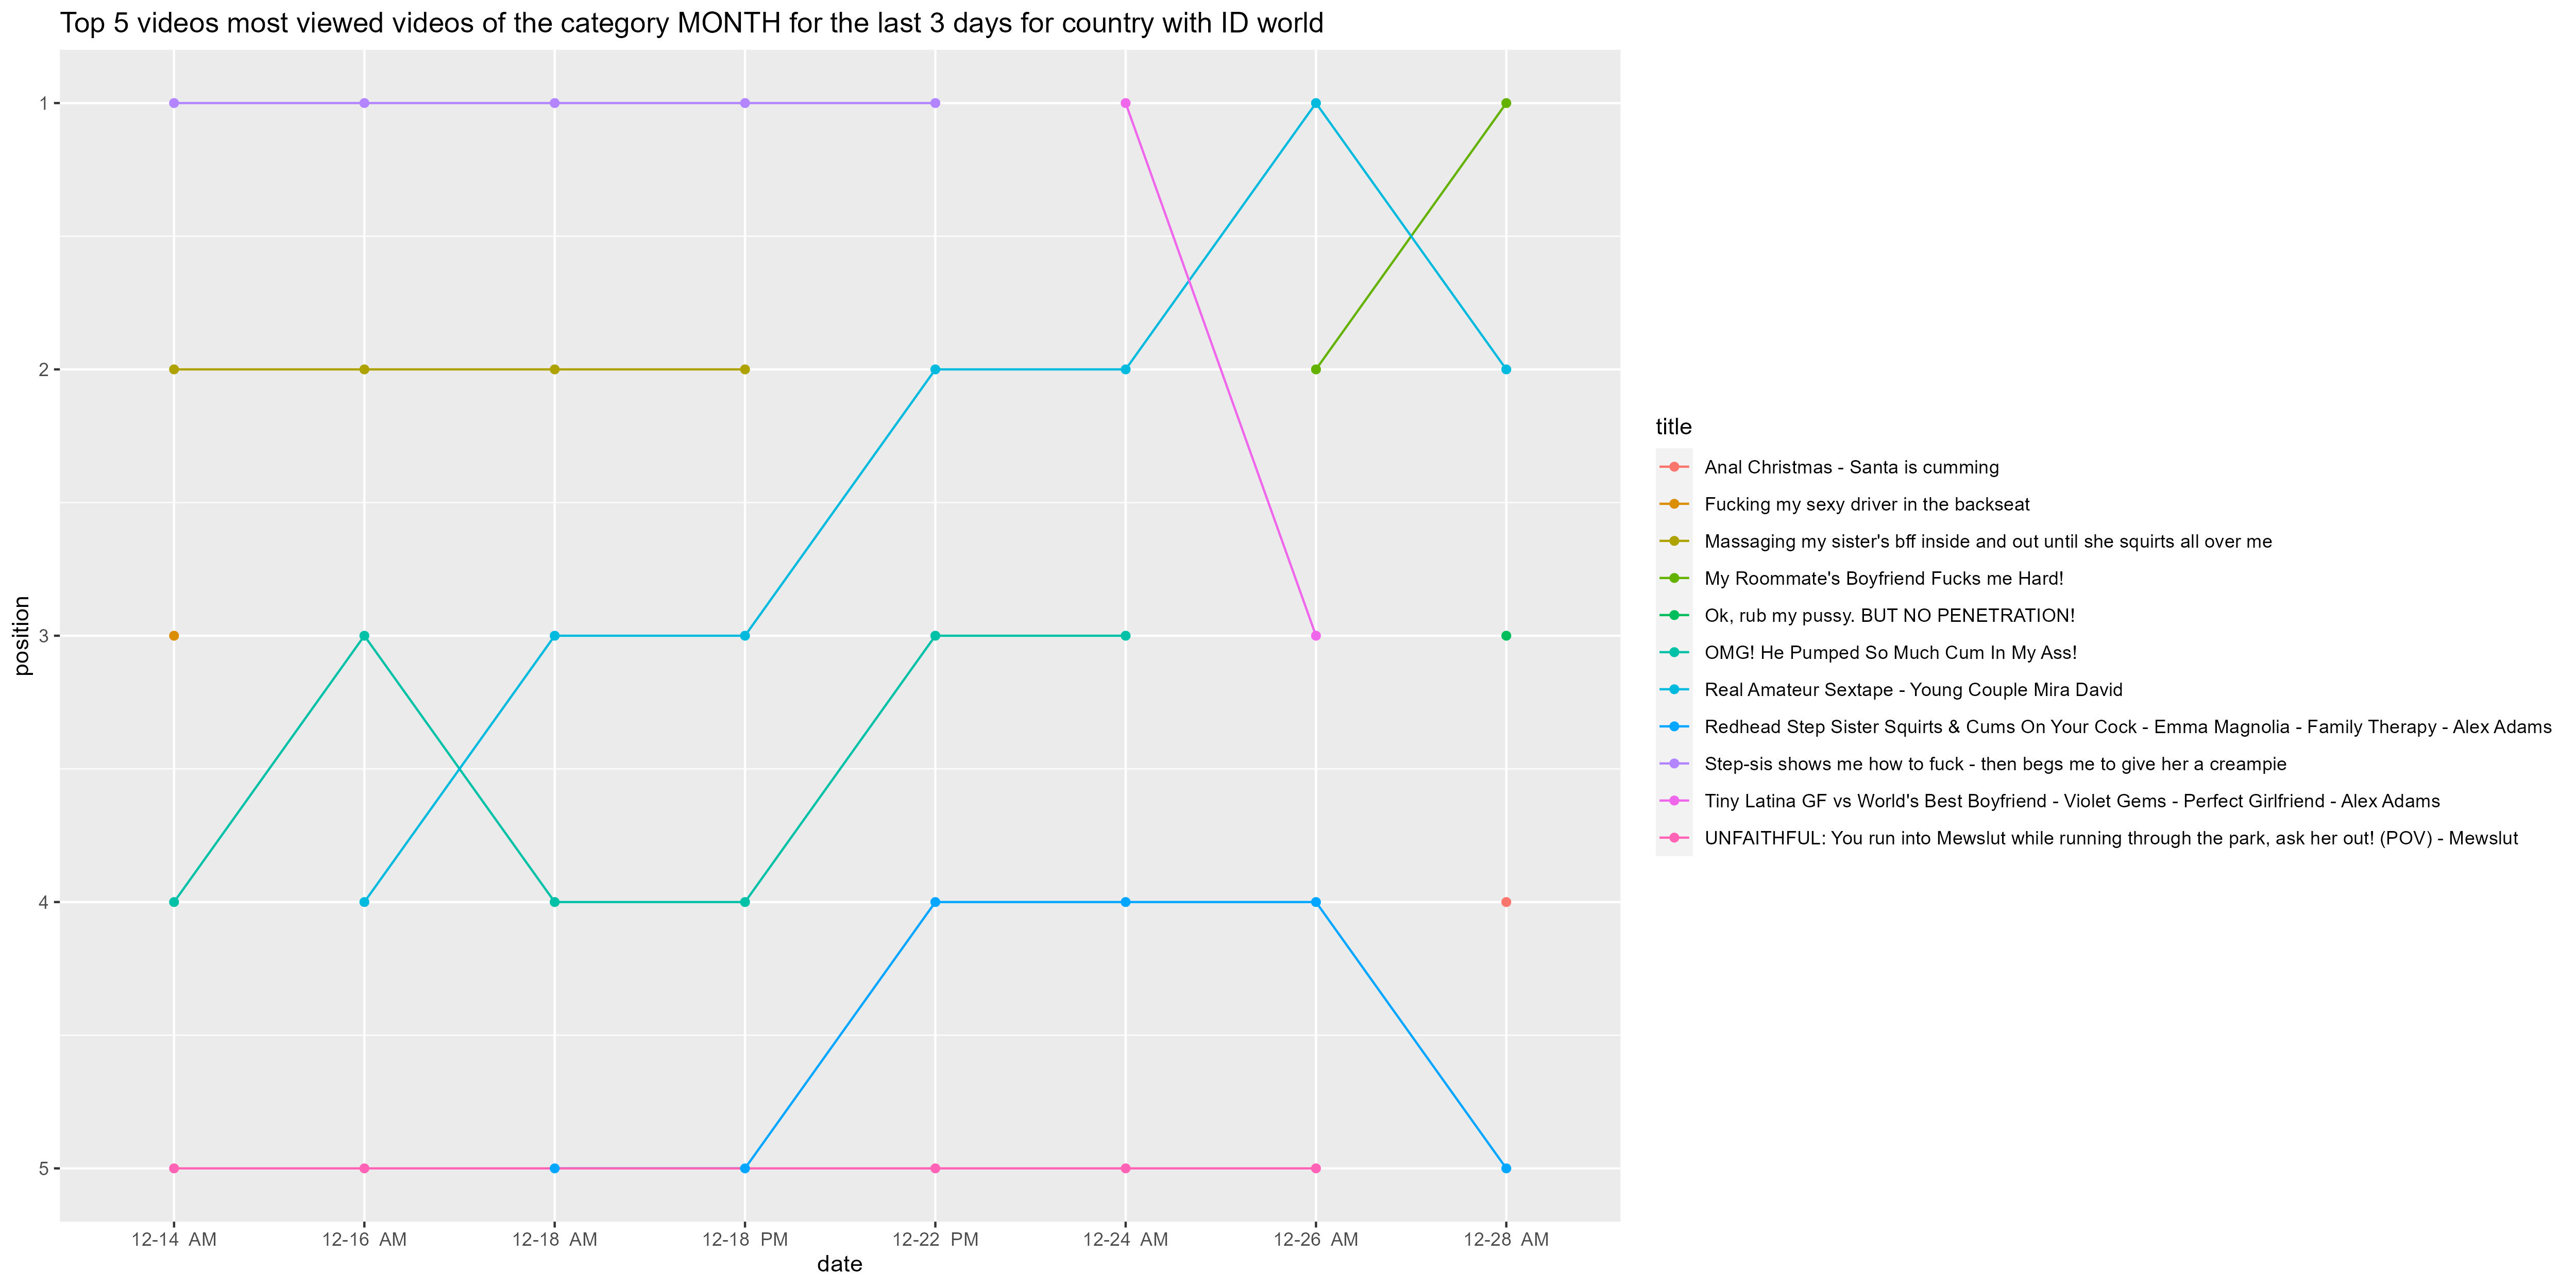 Top 5 videos most viewed videos of the category MONTH for the last 3 days for country with ID world
position
1
2
3
4
5
12-14 AM
12-16 AM
12-18 AM
12-18 PM
12-22 PM
12-24 AM
12-26 AM
12-28 AM
date
title
Anal Christmas - Santa is cumming
Fucking my sexy driver in the backseat
Massaging my sister's bff inside and out until she squirts all over me
My Roommate's Boyfriend Fucks me Hard!
Ok, rub my pussy. BUT NO PENETRATION!
OMG! He Pumped So Much Cum In My Ass!
Real Amateur Sextape - Young Couple Mira David
Redhead Step Sister Squirts & Cums On Your Cock - Emma Magnolia - Family Therapy - Alex Adams
Step-sis shows me how to fuck - then begs me to give her a creampie
Tiny Latina GF vs World's Best Boyfriend - Violet Gems - Perfect Girlfriend - Alex Adams
UNFAITHFUL: You run into Mewslut while running through the park, ask her out! (POV) - Mewslut